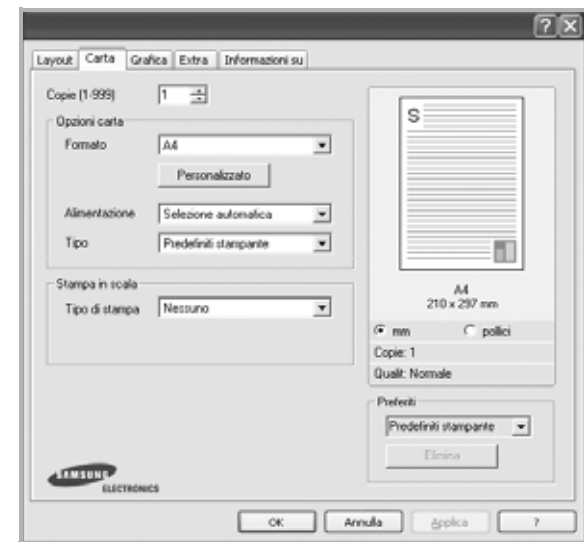 ? X
Layout Carta Grafica Extra Informazioni su
Copie (1-999) 1
Opzioni carta
Formato A4
Personalizzato
Alimentazione Selezione automatica
Tipo Predefiniti stampante
Stampa in scala
Tipo di stampa Nessuno
S
A4
210 x 297 mm
mm pollici
Copie: 1
Qualit: Normale
Preferiti
Predefiniti stampante
Elimina
SAMSUNG
ELECTRONICS
OK Annulla Applica ?